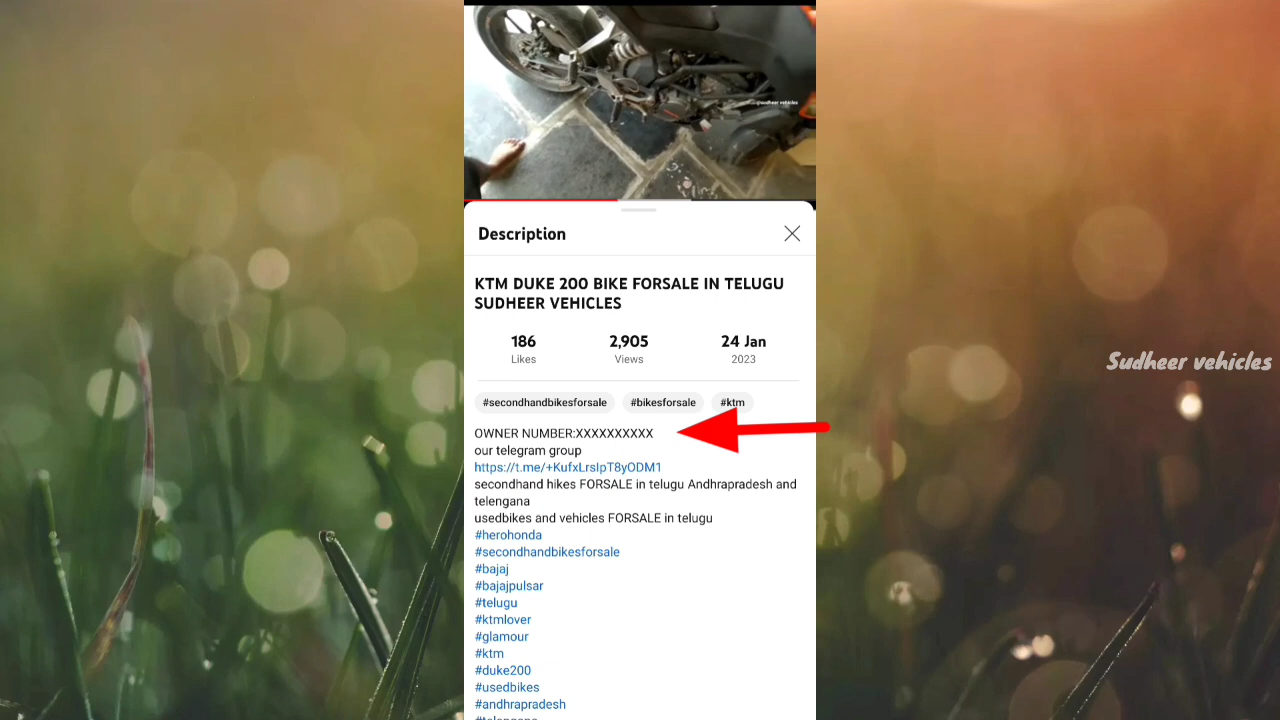 @sudheer vehicles
Description
KTM DUKE 200 BIKE FORSALE IN TELUGU
SUDHEER VEHICLES
186 2,905 24 Jan
Likes Views 2023
#secondhandbikesforsale #bikesforsale #ktm
OWNER NUMBER:XXXXXXXXXX
our telegram group
https://t.me/+KufxLrsIpT8yODM1
secondhand hikes FORSALE in telugu Andhrapradesh and
telengana
usedbikes and vehicles FORSALE in telugu
#herohonda
#secondhandbikesforsale
#bajaj
#bajajpulsar
#telugu
#ktmlover
#glamour
#ktm
#duke200
#usedbikes
#andhrapradesh
Sudheer vehicles